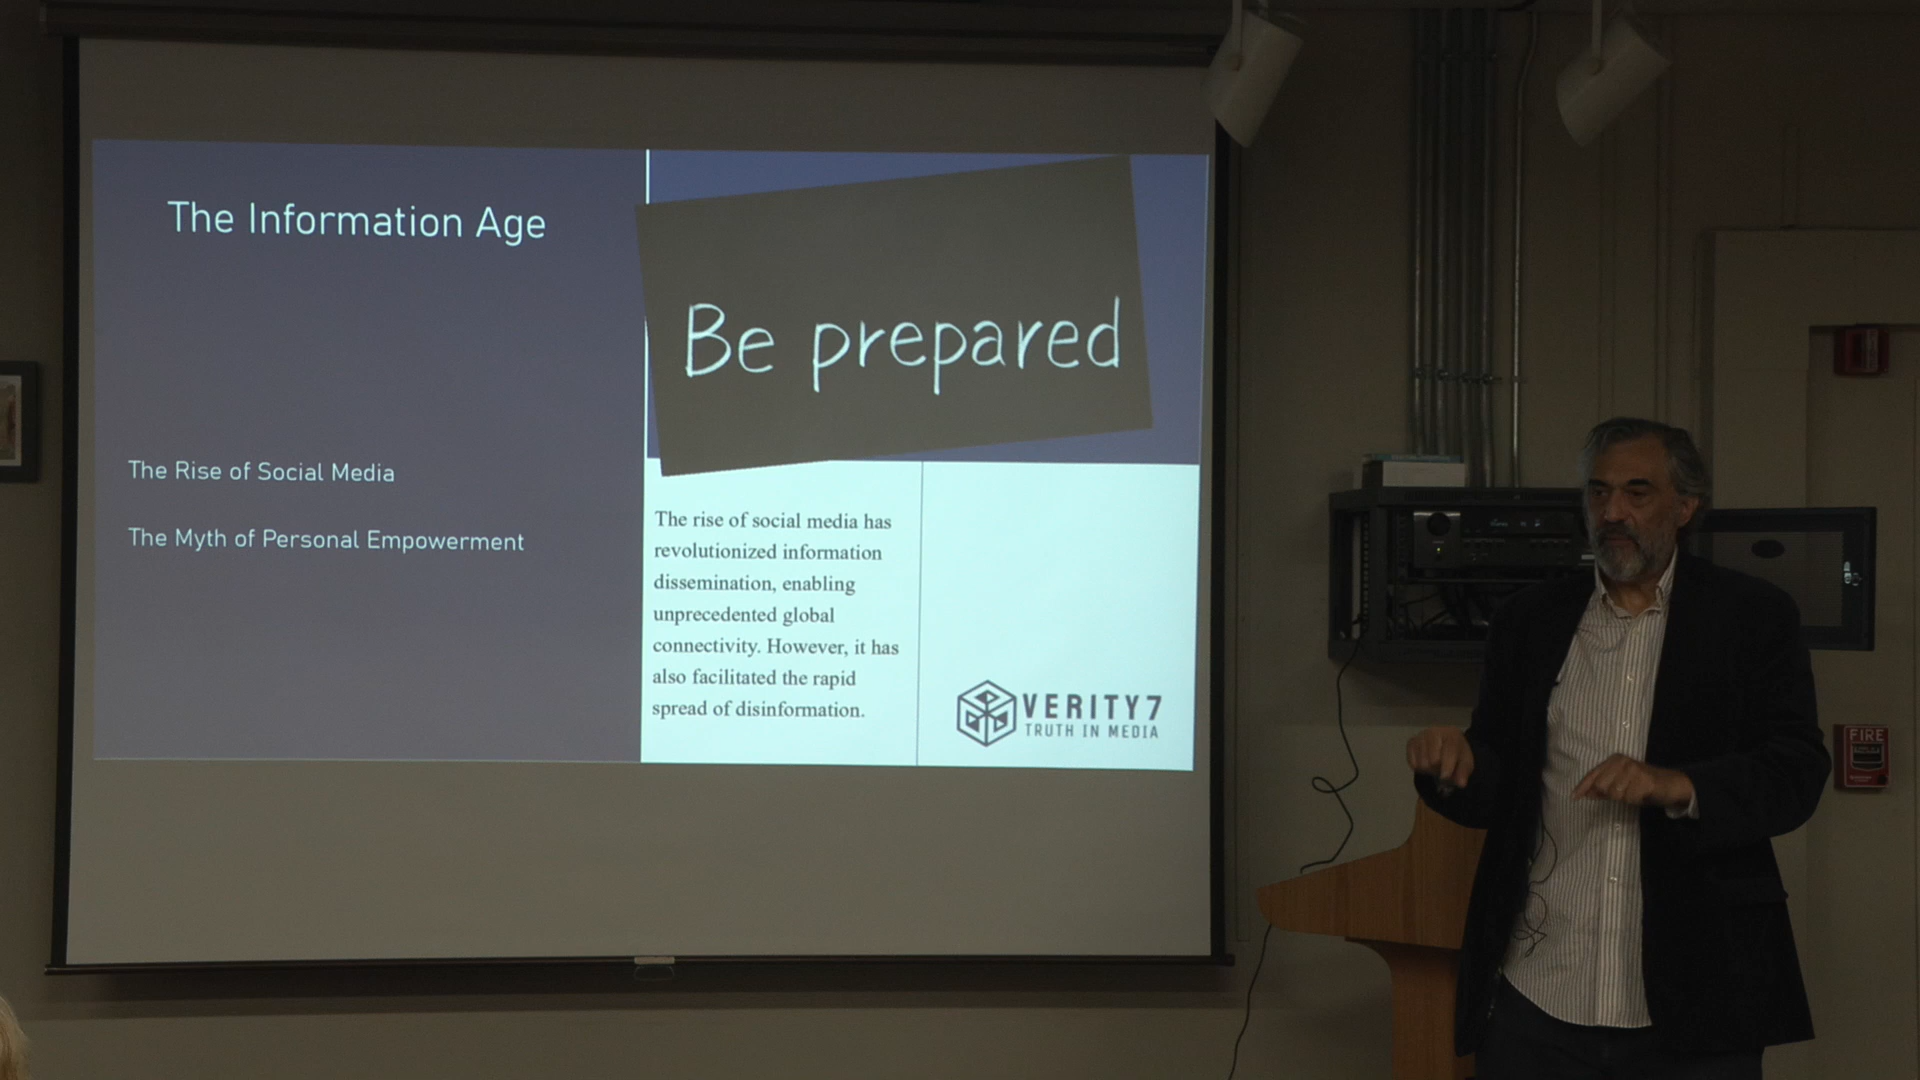 The Information Age
The Rise of Social Media
The Myth of Personal Empowerment
Be prepared
The rise of social media has
revolutionized information
dissemination, enabling
unprecedented global
connectivity. However, it has
also facilitated the rapid
spread of disinformation.
VERITY7
TRUTH IN MEDIA
FIRE